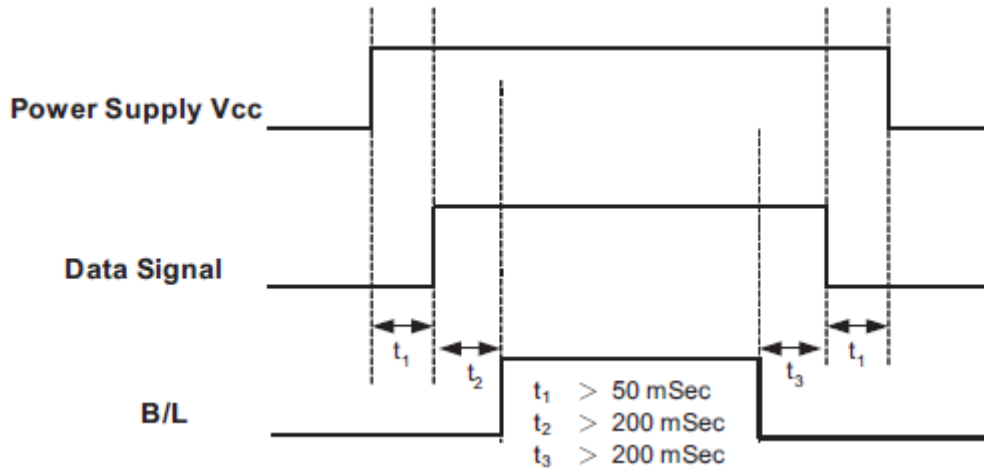 Power Supply Vcc
Data Signal
t₁
t₂
t₃
t₁
B/L
t₁ > 50 mSec
t₂ > 200 mSec
t₃ > 200 mSec